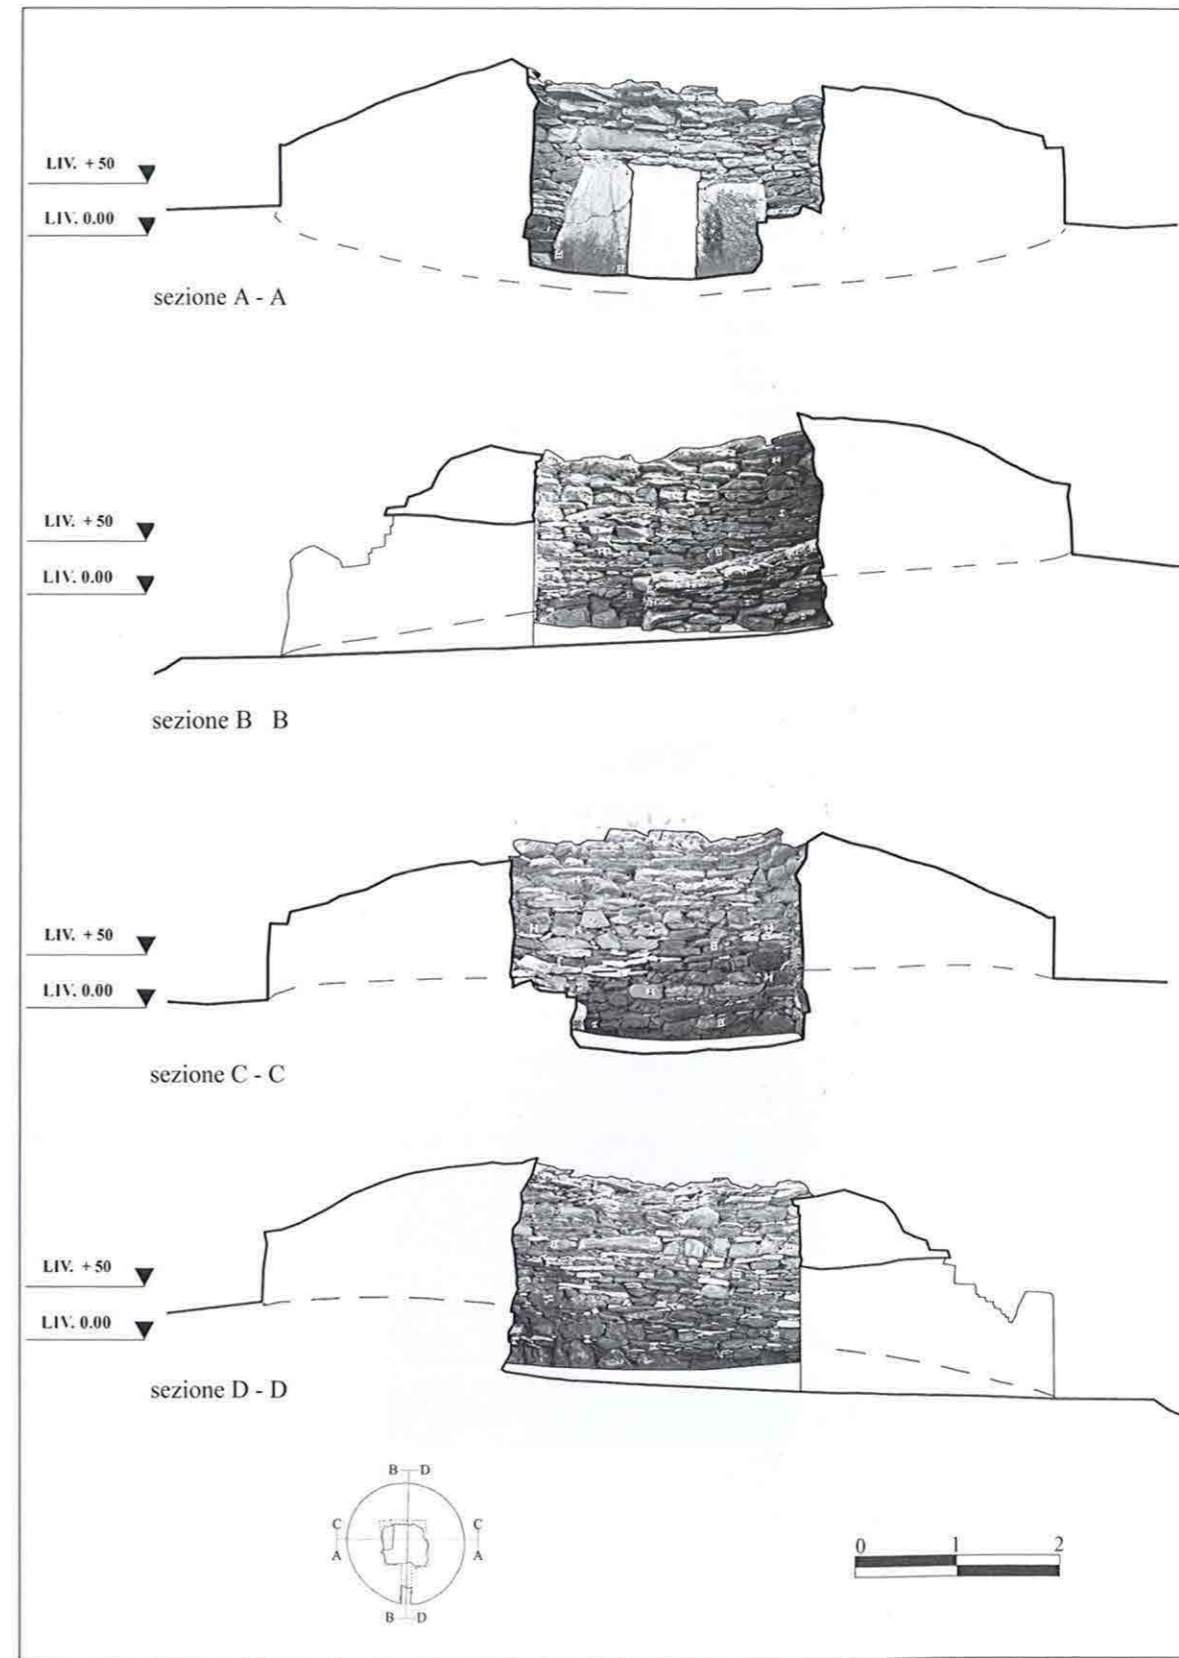 LIV. +50
LIV. 0.00
sezione A - A
LIV. +50
LIV. 0.00
sezione B B
LIV. +50
LIV. 0.00
sezione C - C
LIV. +50
LIV. 0.00
sezione D - D
B D
C C
A A
B D
0 1 2